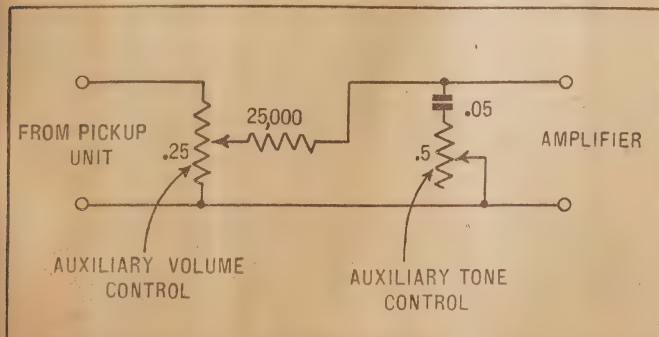 25,000
.05
FROM PICKUP
UNIT
.25
.5
AMPLIFIER
AUXILIARY VOLUME
CONTROL
AUXILIARY TONE
CONTROL